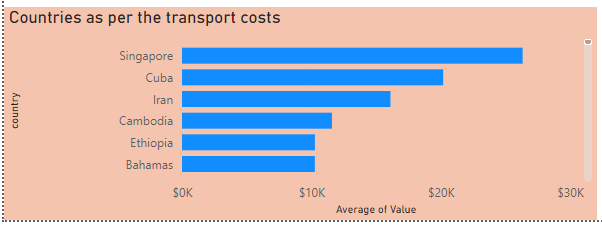 Countries as per the transport costs
country
Singapore
Cuba
Iran
Cambodia
Ethiopia
Bahamas
$0K $10K $20K $30K
Average of Value